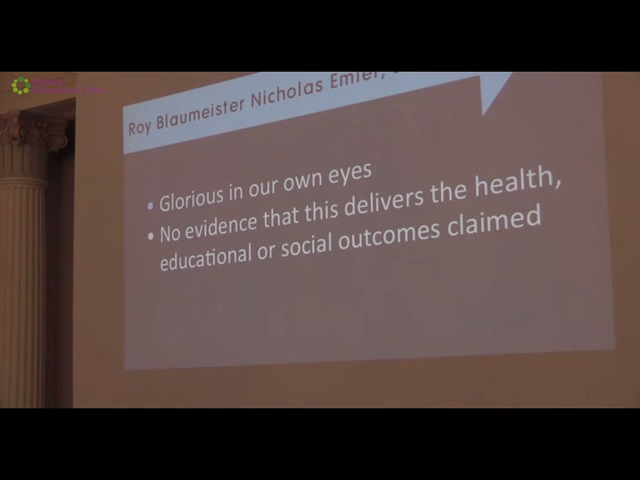 Roy Blaumeister Nicholas Emler,
• Glorious in our own eyes
• No evidence that this delivers the health,
educational or social outcomes claimed